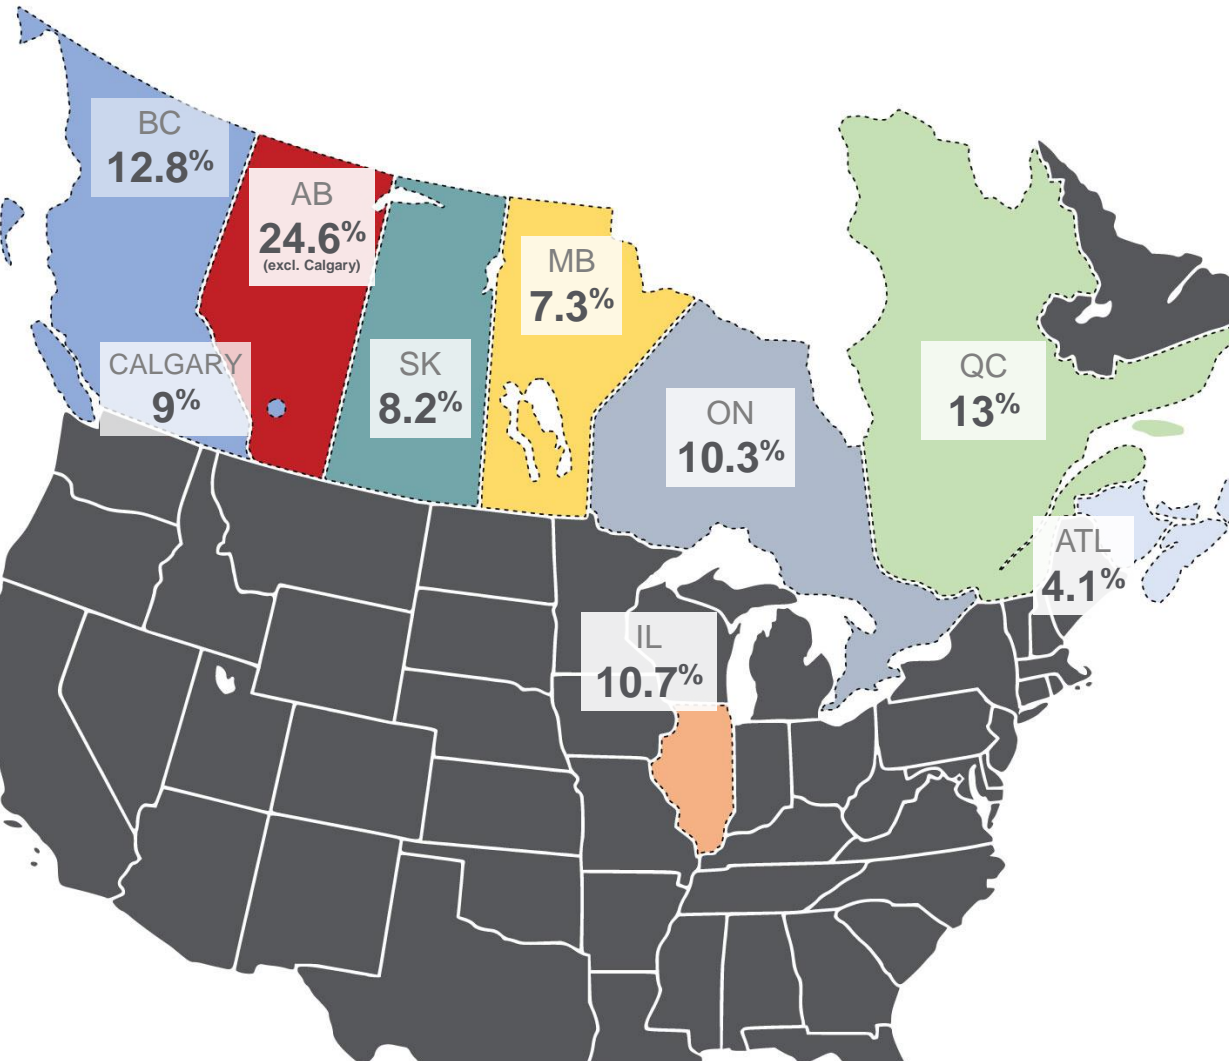 BC
12.8%
AB
24.6%
(excl. Calgary)
MB
7.3%
CALGARY
9%
SK
8.2%
ON
10.3%
QC
13%
ATL
4.1%
IL
10.7%